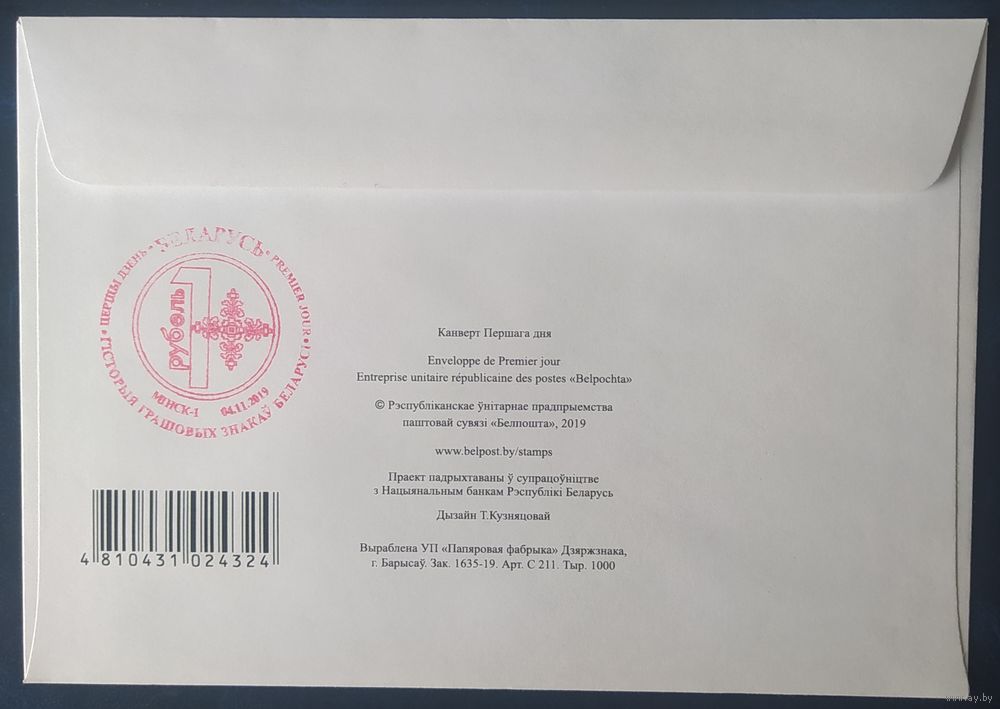 БЕЛАРУСЬ • PREMIER JOUR •
ГІСТОРЫЯ ГРАШОВЫХ ЗНАКАЎ БЕЛАРУСІ
• ПЕРШЫ ДЗЕНЬ •
1 рубель
МІНСК-1 04.11.2019
Канверт Першага дня
Enveloppe de Premier jour
Entreprise unitaire républicaine des postes «Belpochta»
© Рэспубліканскае ўнітарнае прадпрыемства
паштовай сувязі «Белпошта», 2019
www.belpost.by/stamps
Праект падрыхтаваны ў супрацоўніцтве
з Нацыянальным банкам Рэспублікі Беларусь
Дызайн Т.Кузняцовай
Выраблена УП «Папяровая фабрыка» Дзяржзнака,
г. Барысаў. Зак. 1635-19. Арт. С 211. Тыр. 1000
4 810431 024324